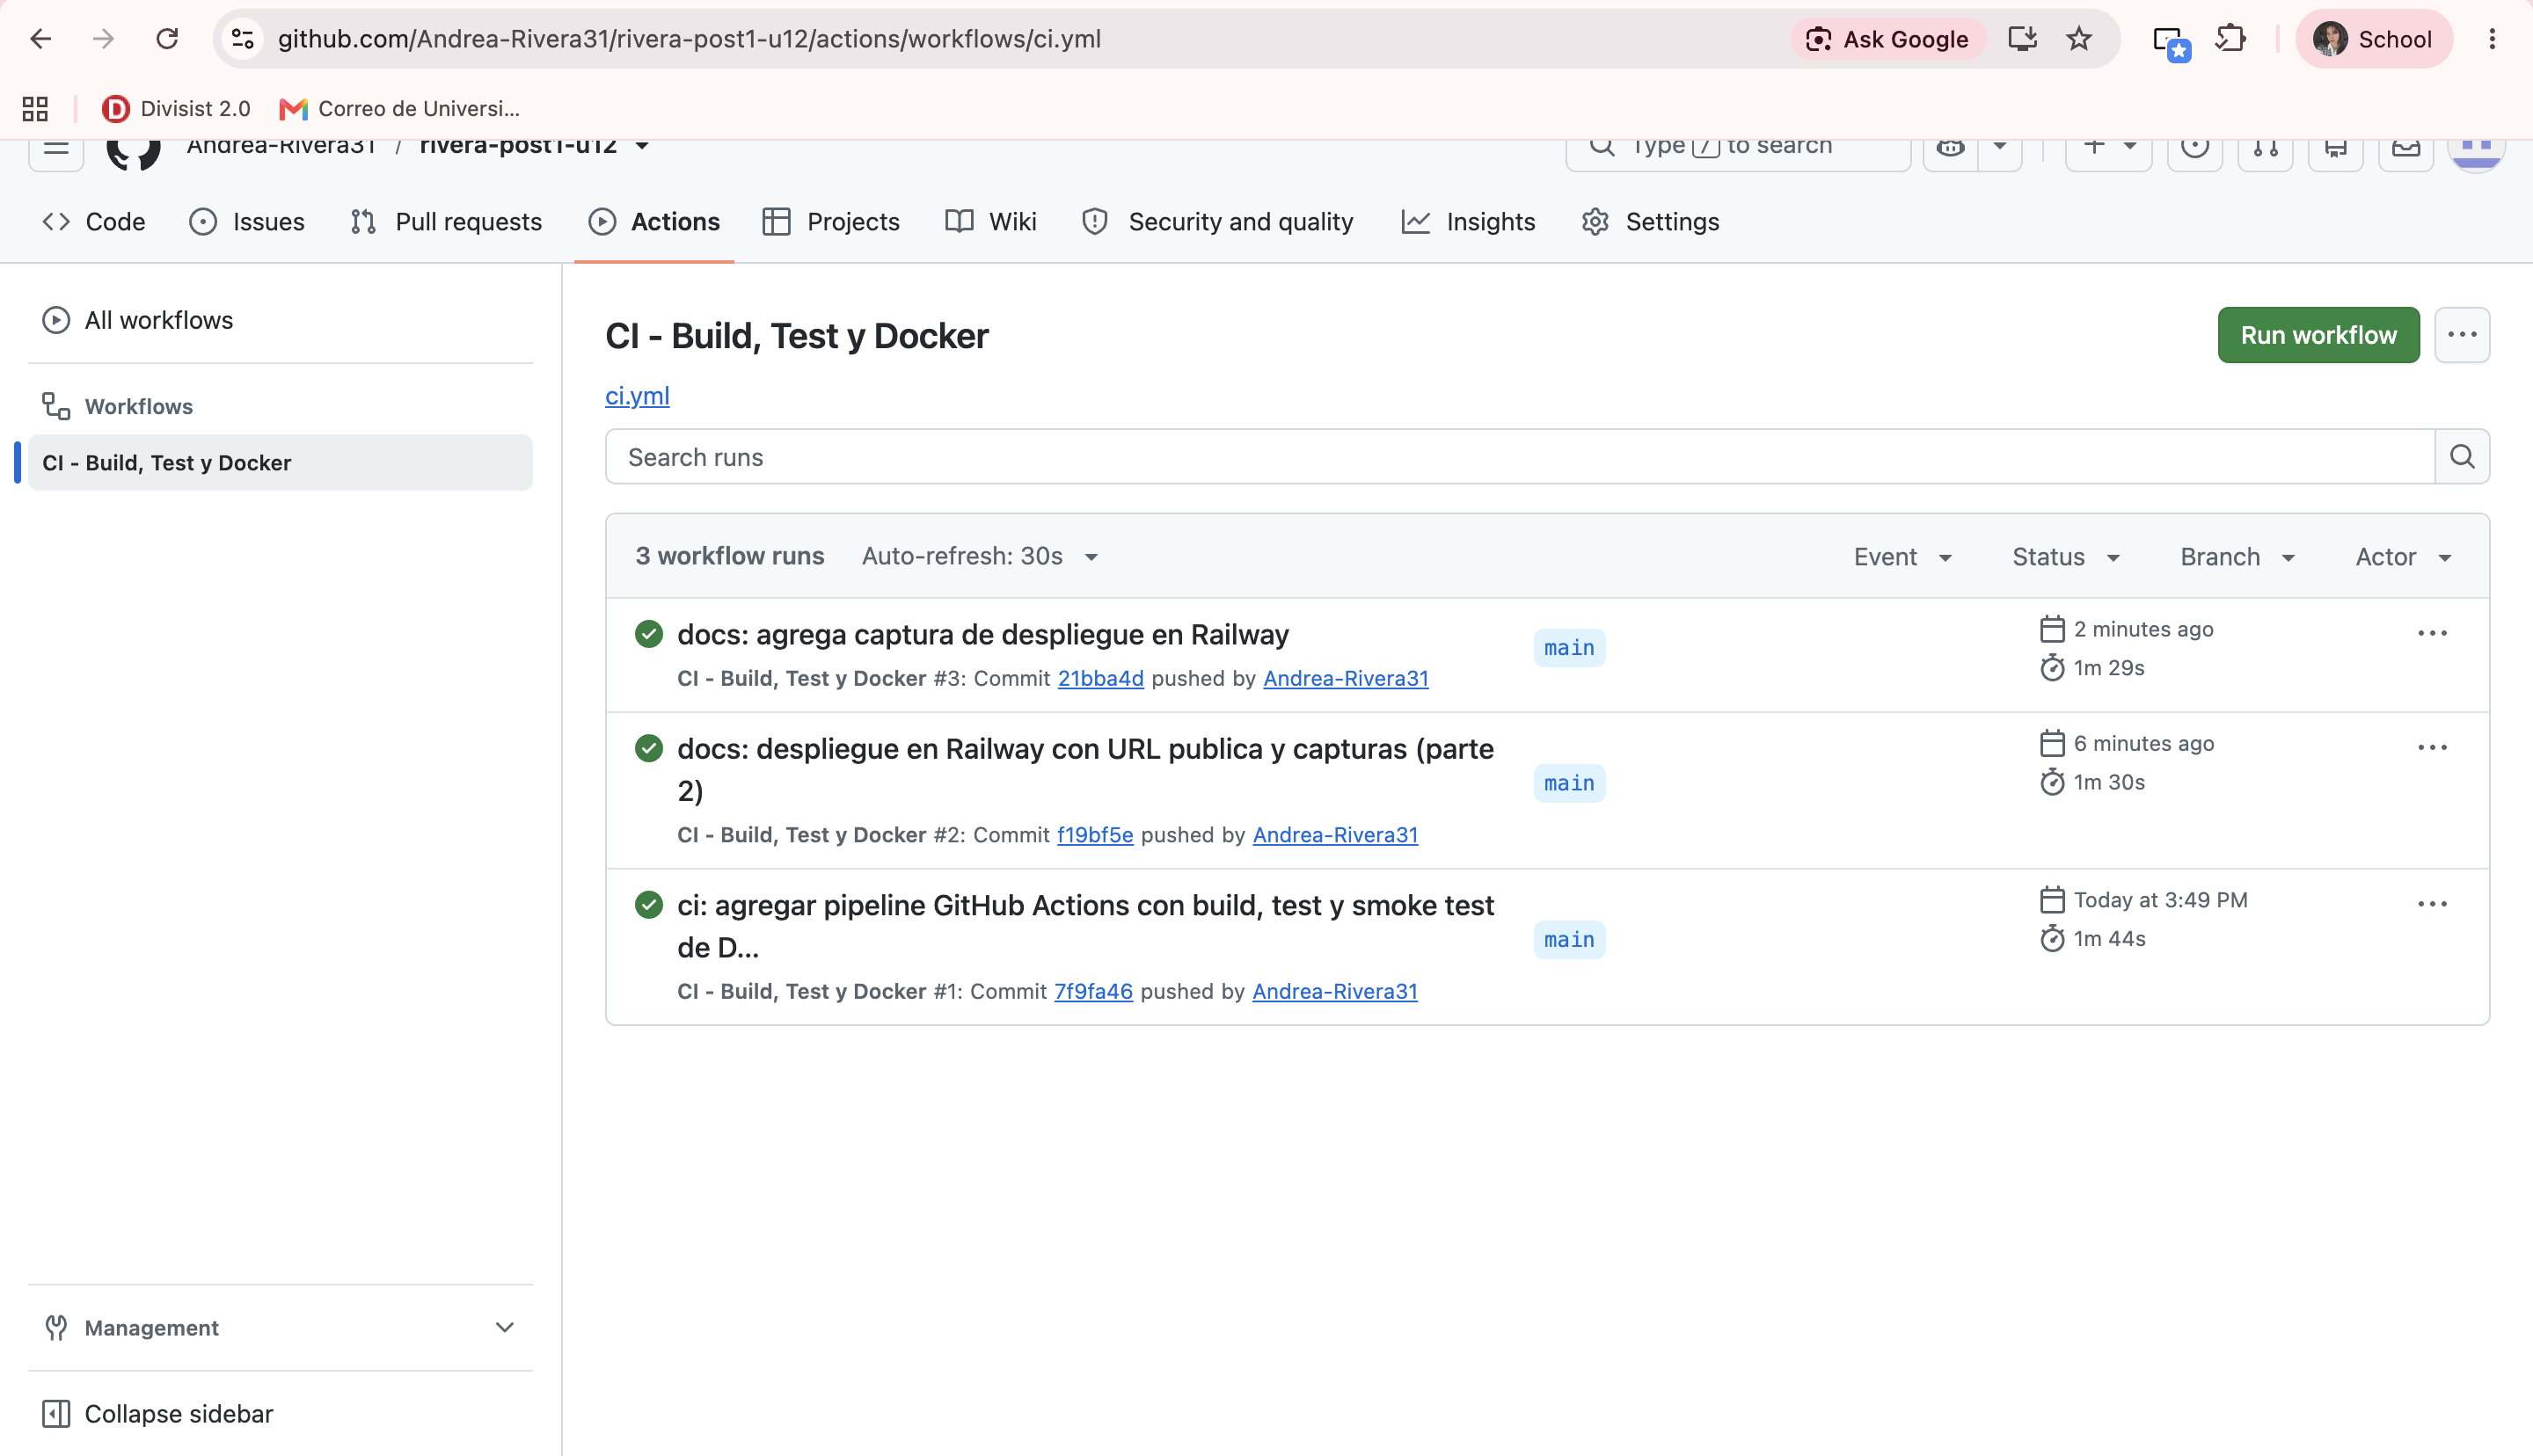 github.com/Andrea-Rivera31/rivera-post1-u12/actions/workflows/ci.yml
Ask Google
School
Divisist 2.0
Correo de Universi...
Andrea-Rivera31 / rivera-post1-u12
Type / to search
Code
Issues
Pull requests
Actions
Projects
Wiki
Security and quality
Insights
Settings
All workflows
Workflows
CI - Build, Test y Docker
Management
Collapse sidebar
CI - Build, Test y Docker
Run workflow
ci.yml
Search runs
3 workflow runs
Auto-refresh: 30s
Event
Status
Branch
Actor
docs: agrega captura de despliegue en Railway
CI - Build, Test y Docker #3: Commit 21bba4d pushed by Andrea-Rivera31
main
2 minutes ago
1m 29s
docs: despliegue en Railway con URL publica y capturas (parte
2)
CI - Build, Test y Docker #2: Commit f19bf5e pushed by Andrea-Rivera31
main
6 minutes ago
1m 30s
ci: agregar pipeline GitHub Actions con build, test y smoke test
de D...
CI - Build, Test y Docker #1: Commit 7f9fa46 pushed by Andrea-Rivera31
main
Today at 3:49 PM
1m 44s